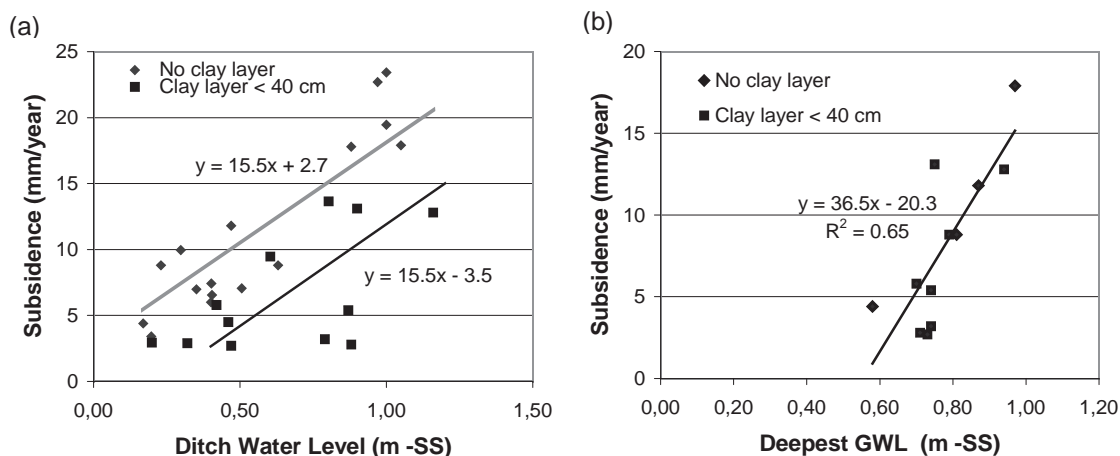 (a)
25
20
15
10
5
0
Subsidence (mm/year)
No clay layer
Clay layer < 40 cm
y = 15.5x + 2.7
y = 15.5x - 3.5
0,00 0,50 1,00 1,50
Ditch Water Level (m -SS)
(b)
20
15
10
5
0
Subsidence (mm/year)
No clay layer
Clay layer < 40 cm
y = 36.5x - 20.3
R² = 0.65
0,00 0,20 0,40 0,60 0,80 1,00 1,20
Deepest GWL (m -SS)